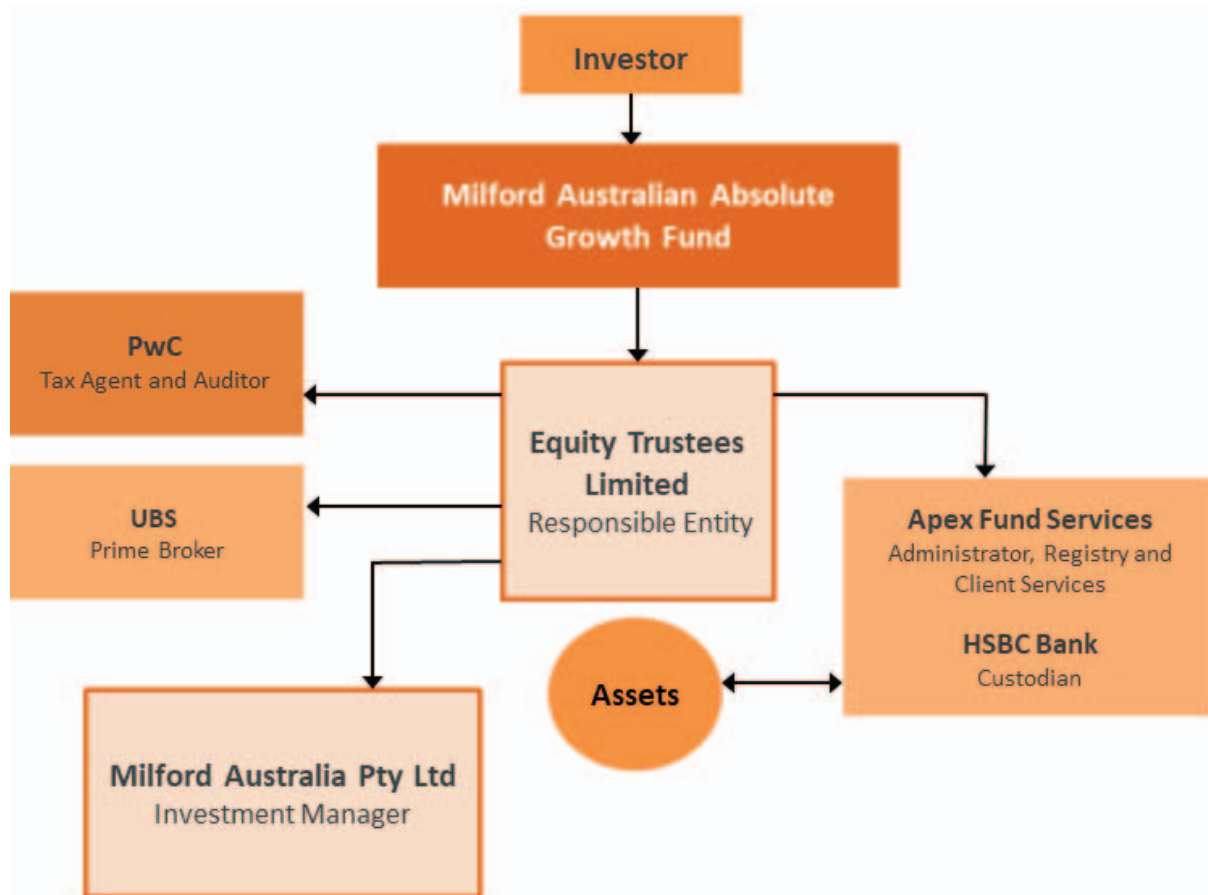 Investor
Milford Australian Absolute
Growth Fund
PwC
Tax Agent and Auditor
Equity Trustees
Limited
Responsible Entity
UBS
Prime Broker
Apex Fund Services
Administrator, Registry and
Client Services
HSBC Bank
Custodian
Assets
Milford Australia Pty Ltd
Investment Manager